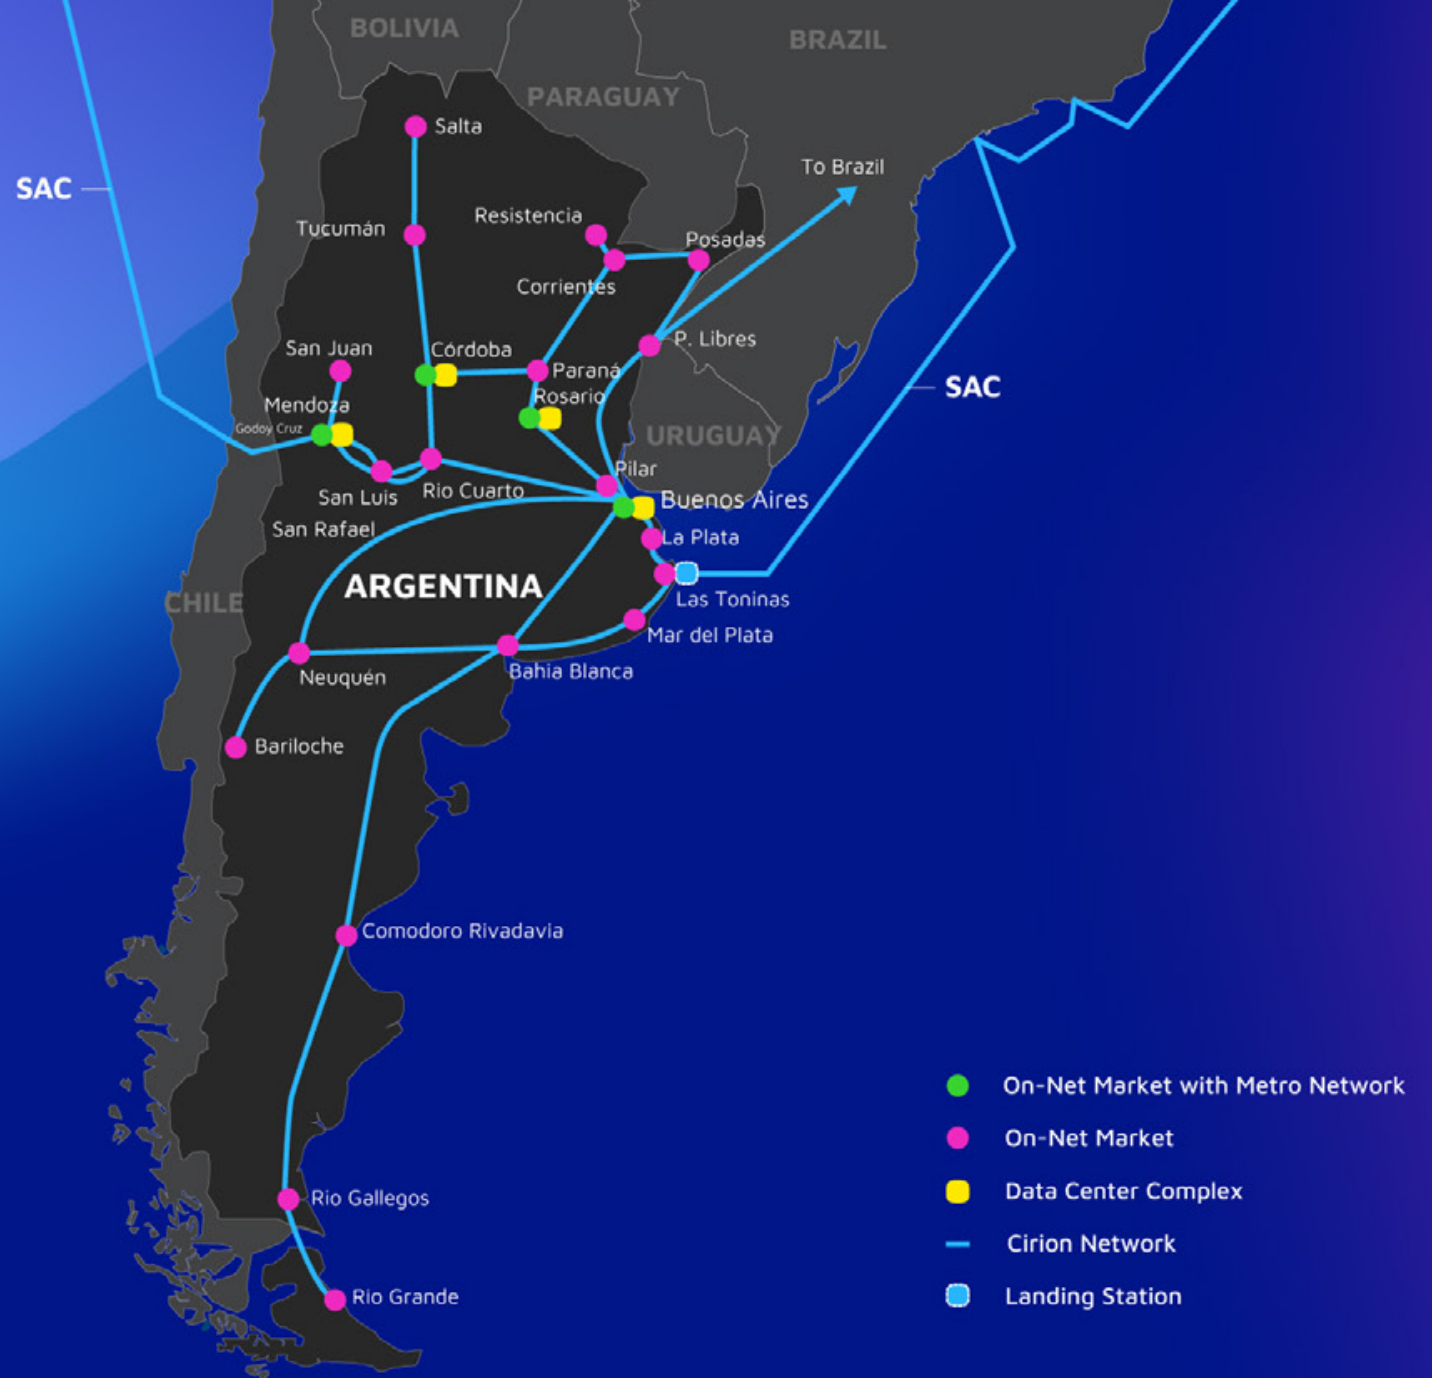 BOLIVIA
BRAZIL
PARAGUAY
Salta
To Brazil
SAC
Resistencia
Tucumán
Posadas
Corrientes
P. Libres
San Juan
Córdoba
Paraná
SAC
Rosario
Mendoza
Godoy Cruz
URUGUAY
Pilar
Rio Cuarto
San Luis
Buenos Aires
San Rafael
La Plata
ARGENTINA
Las Toninas
CHILE
Mar del Plata
Bahia Blanca
Neuquén
Bariloche
Comodoro Rivadavia
On-Net Market with Metro Network
On-Net Market
Data Center Complex
Rio Gallegos
Cirion Network
Landing Station
Rio Grande